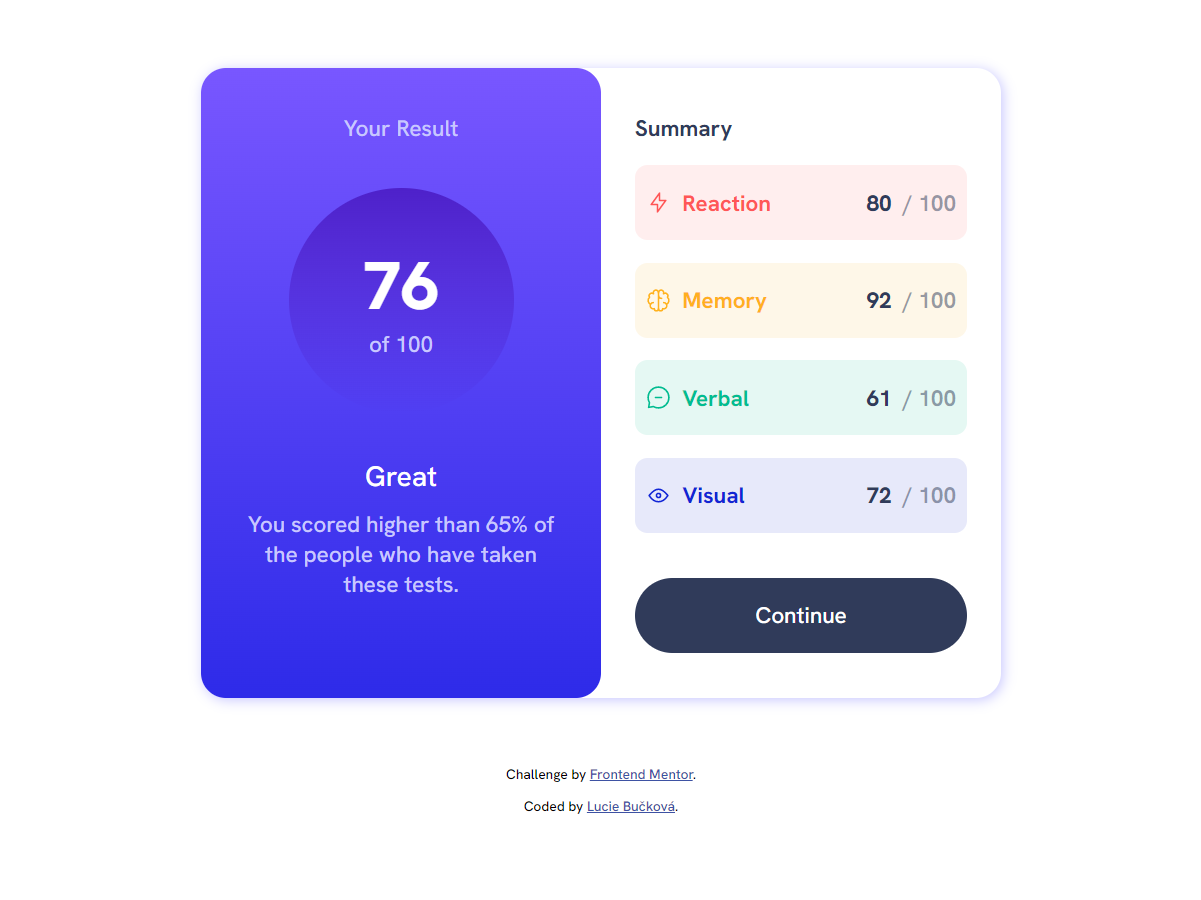 Your Result
76
of 100
Great
You scored higher than 65% of
the people who have taken
these tests.
Summary
Reaction 80 / 100
Memory 92 / 100
Verbal 61 / 100
Visual 72 / 100
Continue
Challenge by Frontend Mentor.
Coded by Lucie Bučková.